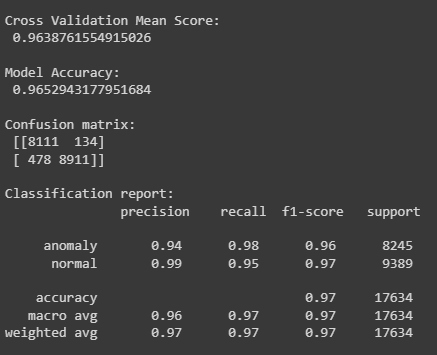 Cross Validation Mean Score:
0.9638761554915026
Model Accuracy:
0.9652943177951684
Confusion matrix:
[[8111  134]
[ 478 8911]]
Classification report:
precision    recall  f1-score   support
anomaly       0.94      0.98      0.96      8245
normal       0.99      0.95      0.97      9389
accuracy                           0.97     17634
macro avg       0.96      0.97      0.97     17634
weighted avg       0.97      0.97      0.97     17634